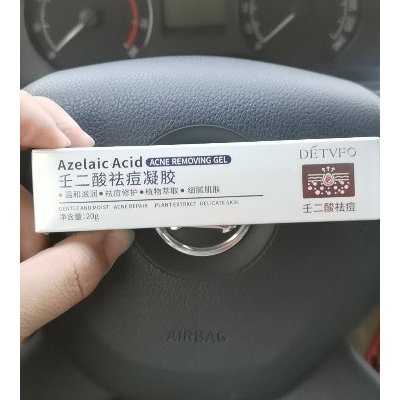 Azelaic Acid ACNE REMOVING GEL
壬二酸祛痘凝胶
•温和滋润•祛痘修护•植物萃取•细腻肌肤
GENTLE AND MOIST ACNE REPAIR PLANT EXTRACT DELICATE SKIN
净含量:20g
DÉTVFO
壬二酸祛痘
AIRBAG